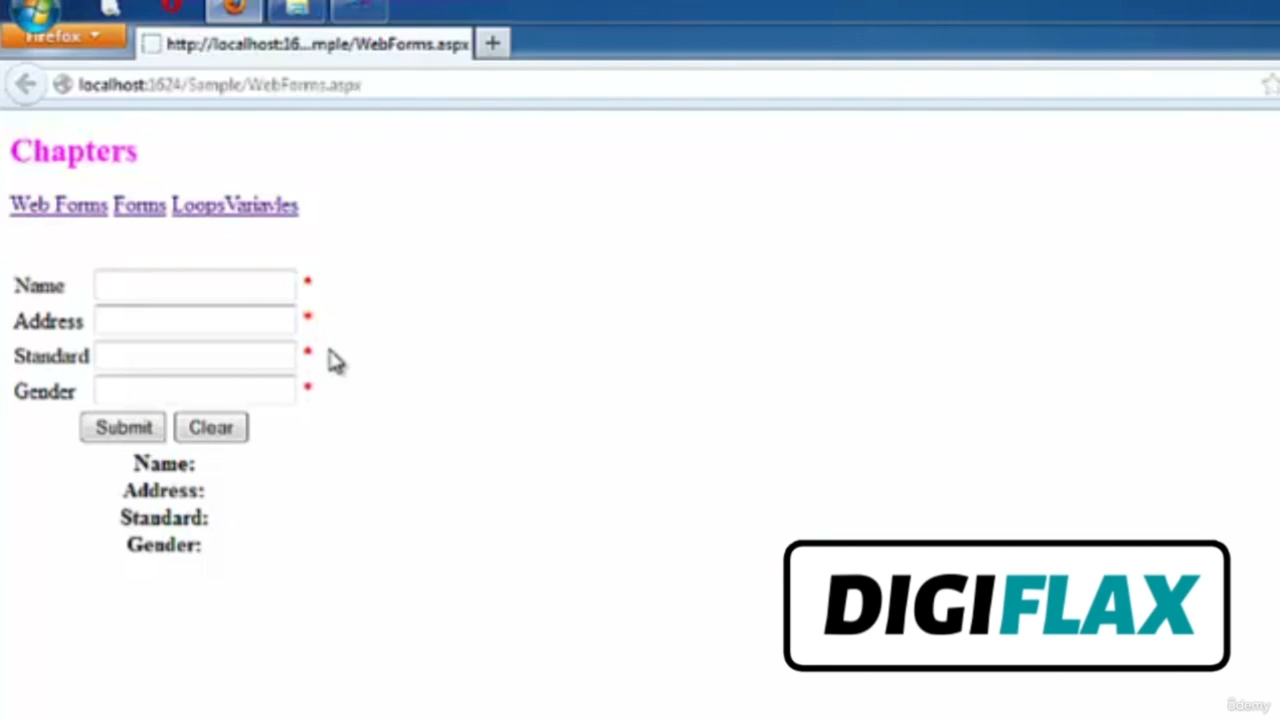 Firefox
http://localhost:16...mple/WebForms.aspx
localhost:1624/Sample/WebForms.aspx
Chapters
Web Forms Forms LoopsVariavles
Name *
Address *
Standard *
Gender *
Submit Clear
Name:
Address:
Standard:
Gender:
DIGIFLAX
ûdemy